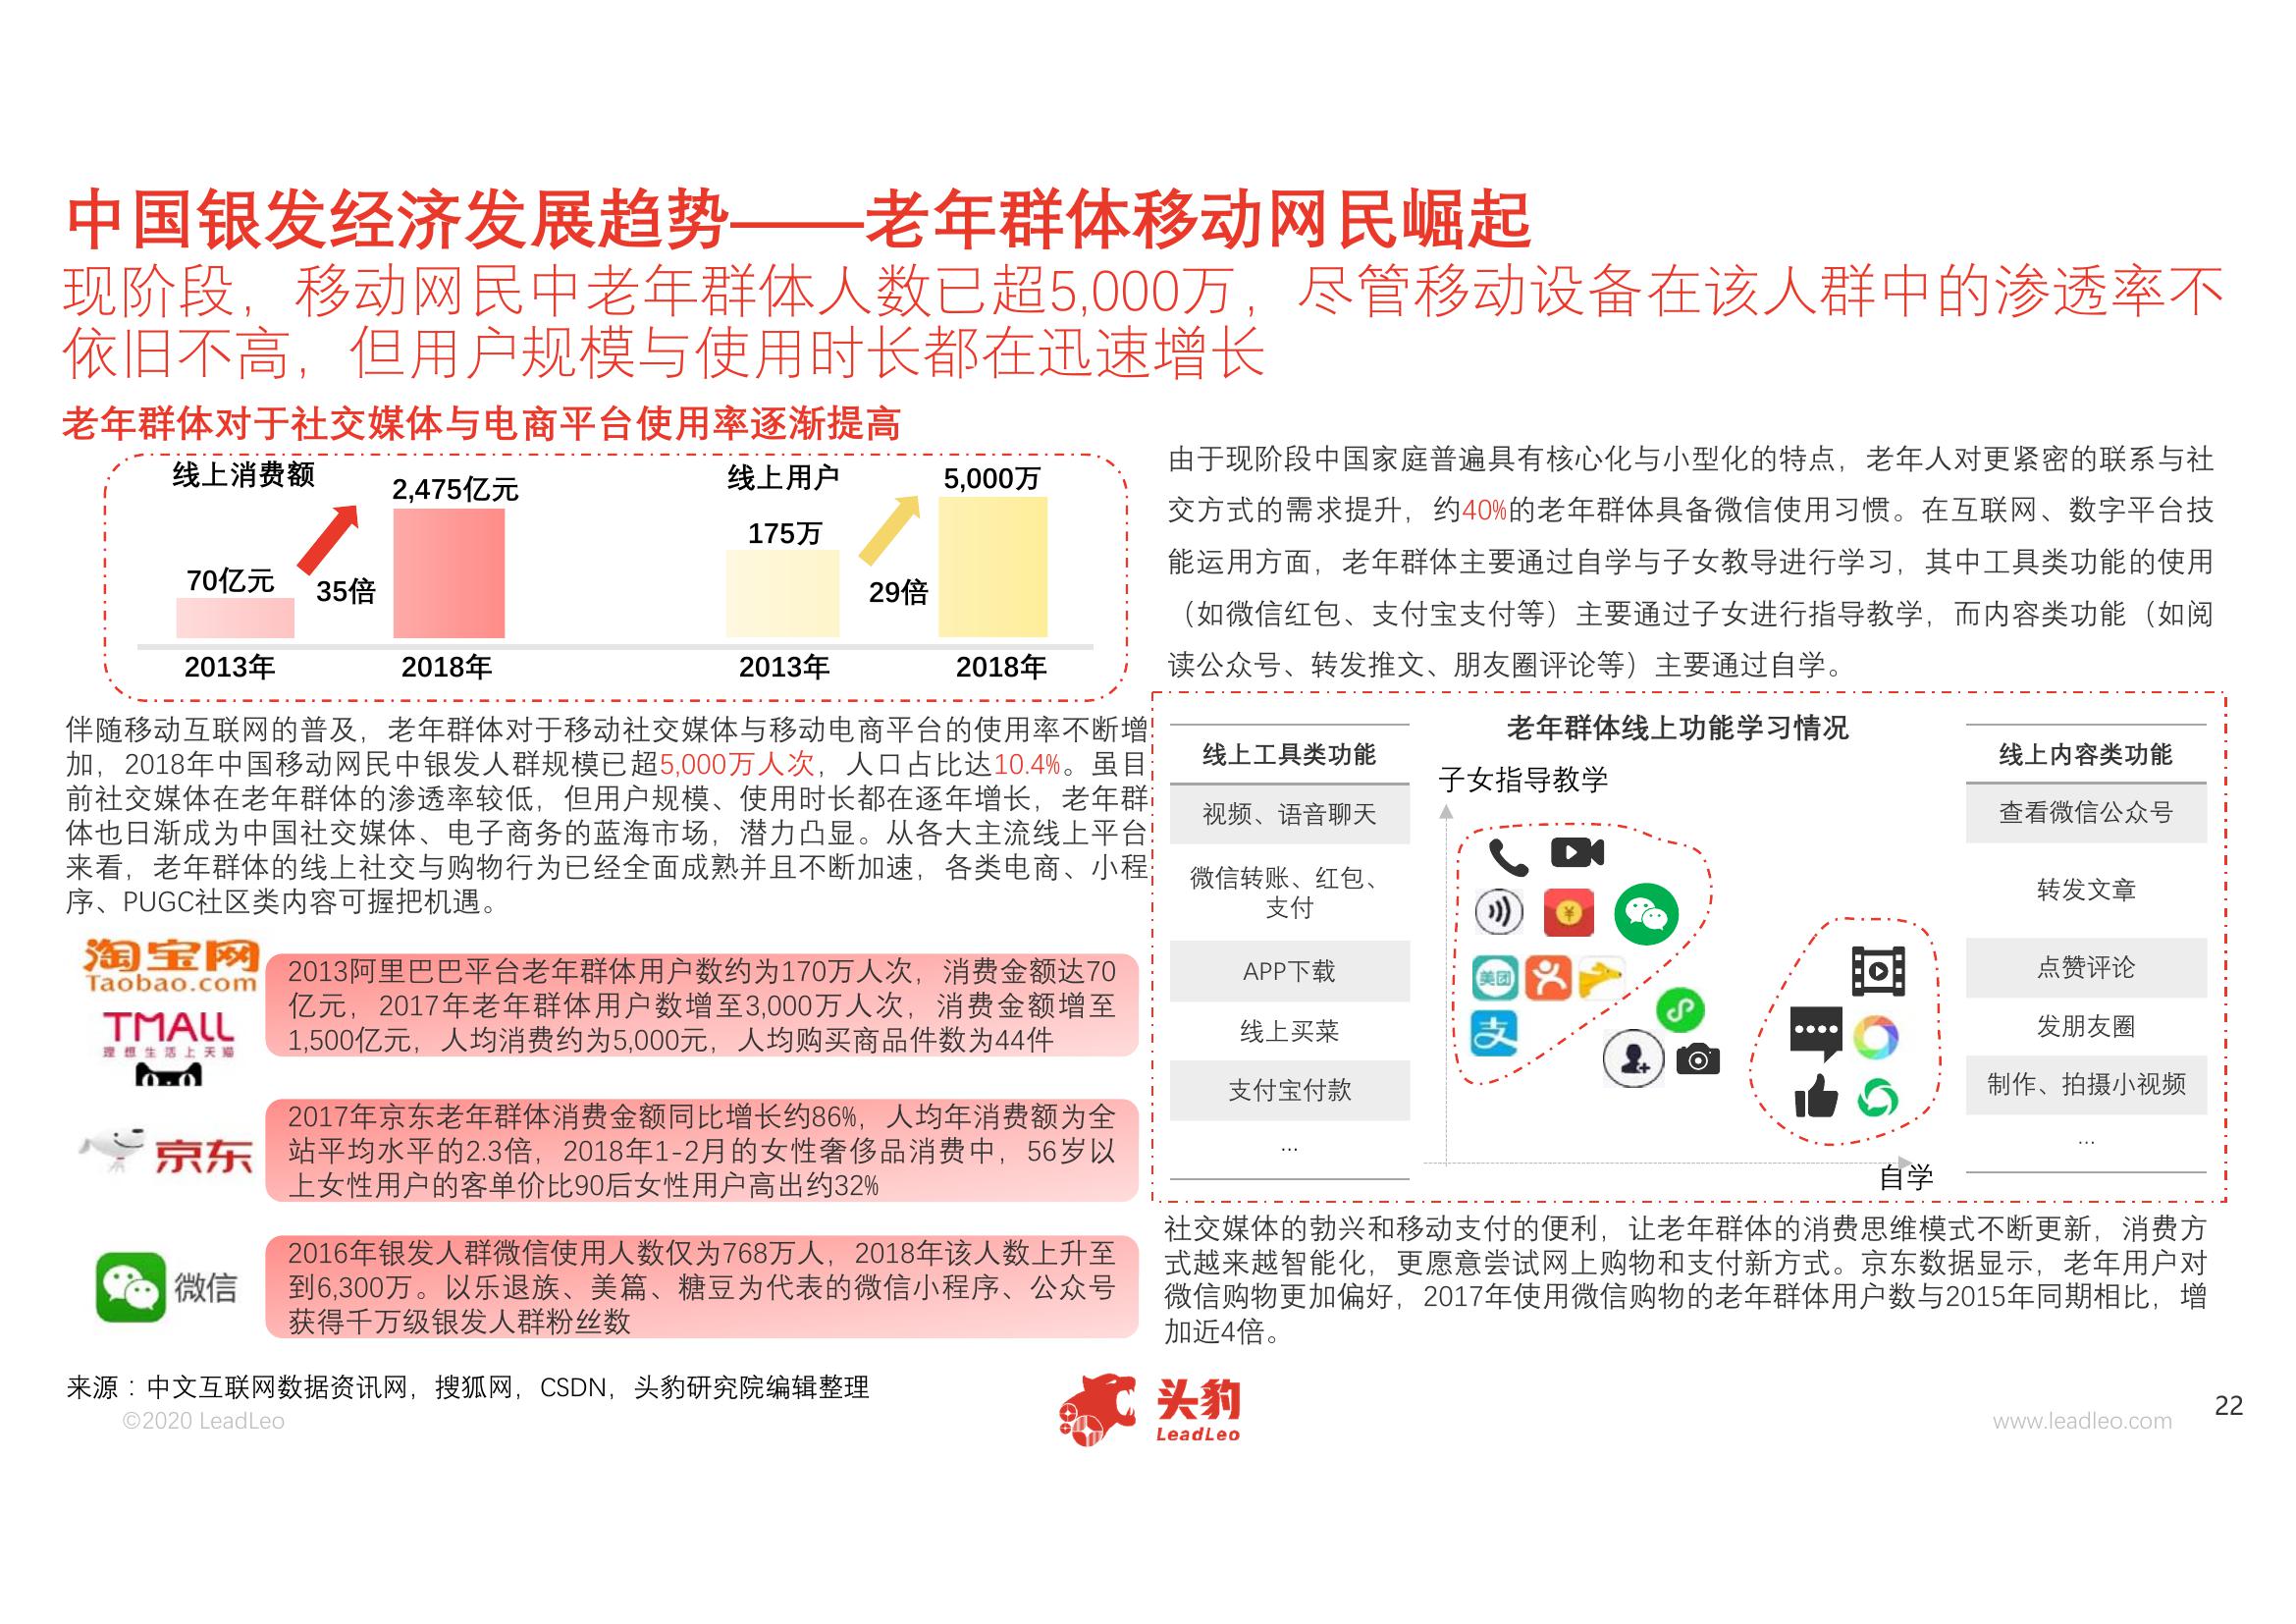 中国银发经济发展趋势——老年群体移动网民崛起
现阶段，移动网民中老年群体人数已超5,000万，尽管移动设备在该人群中的渗透率不
依旧不高，但用户规模与使用时长都在迅速增长
老年群体对于社交媒体与电商平台使用率逐渐提高
线上消费额
2,475亿元
70亿元
35倍
2013年
2018年
线上用户
5,000万
175万
29倍
2013年
2018年
伴随移动互联网的普及，老年群体对于移动社交媒体与移动电商平台的使用率不断增
加，2018年中国移动网民中银发人群规模已超5,000万人次，人口占比达10.4%。虽目
前社交媒体在老年群体的渗透率较低，但用户规模、使用时长都在逐年增长，老年群
体也日渐成为中国社交媒体、电子商务的蓝海市场，潜力凸显。从各大主流线上平台
来看，老年群体的线上社交与购物行为已经全面成熟并且不断加速，各类电商、小程
序、PUGC社区类内容可握把机遇。
淘宝网
Taobao.com
TMALL
理想生活上天猫
2013阿里巴巴平台老年群体用户数约为170万人次，消费金额达70
亿元，2017年老年群体用户数增至3,000万人次，消费金额增至
1,500亿元，人均消费约为5,000元，人均购买商品件数为44件
京东
2017年京东老年群体消费金额同比增长约86%，人均年消费额为全
站平均水平的2.3倍，2018年1-2月的女性奢侈品消费中，56岁以
上女性用户的客单价比90后女性用户高出约32%
微信
2016年银发人群微信使用人数仅为768万人，2018年该人数上升至
到6,300万。以乐退族、美篇、糖豆为代表的微信小程序、公众号
获得千万级银发人群粉丝数
由于现阶段中国家庭普遍具有核心化与小型化的特点，老年人对更紧密的联系与社
交方式的需求提升，约40%的老年群体具备微信使用习惯。在互联网、数字平台技
能运用方面，老年群体主要通过自学与子女教导进行学习，其中工具类功能的使用
（如微信红包、支付宝支付等）主要通过子女进行指导教学，而内容类功能（如阅
读公众号、转发推文、朋友圈评论等）主要通过自学。
老年群体线上功能学习情况
线上工具类功能
视频、语音聊天
微信转账、红包、
支付
APP下载
线上买菜
支付宝付款
...
子女指导教学
¥
美团
支
自学
线上内容类功能
查看微信公众号
转发文章
点赞评论
发朋友圈
制作、拍摄小视频
...
社交媒体的勃兴和移动支付的便利，让老年群体的消费思维模式不断更新，消费方
式越来越智能化，更愿意尝试网上购物和支付新方式。京东数据显示，老年用户对
微信购物更加偏好，2017年使用微信购物的老年群体用户数与2015年同期相比，增
加近4倍。
来源：中文互联网数据资讯网，搜狐网，CSDN，头豹研究院编辑整理
©2020 LeadLeo
头豹
LeadLeo
www.leadleo.com
22